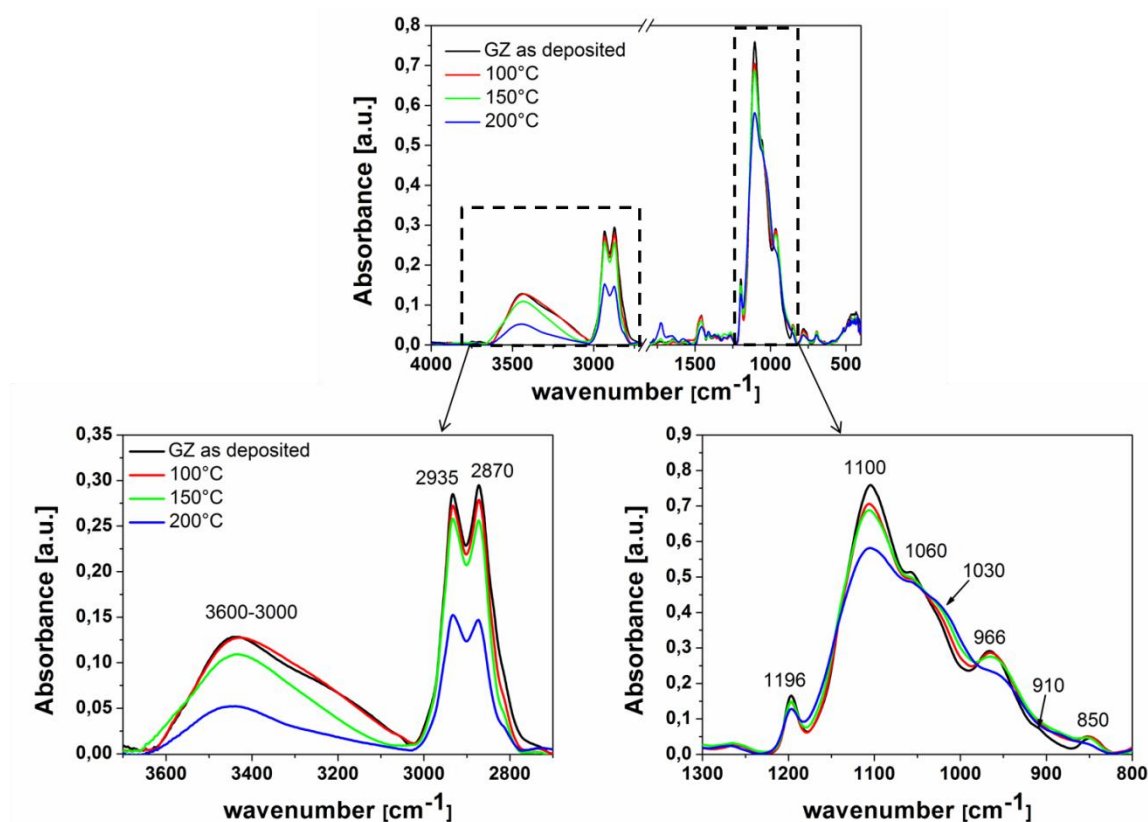 0,8
0,7
0,6
0,5
0,4
0,3
0,2
0,1
0,0
Absorbance [a.u.]
GZ as deposited
100°C
150°C
200°C
4000 3500 3000 1500 1000 500
wavenumber [cm-1]
0,35
0,30
0,25
0,20
0,15
0,10
0,05
0,00
Absorbance [a.u.]
GZ as deposited
100°C
150°C
200°C
2935 2870
3600-3000
3600 3400 3200 3000 2800
wavenumber [cm-1]
0,9
0,8
0,7
0,6
0,5
0,4
0,3
0,2
0,1
0,0
Absorbance [a.u.]
1100
1060
1030
966
1196
910
850
1300 1200 1100 1000 900 800
wavenumber [cm-1]